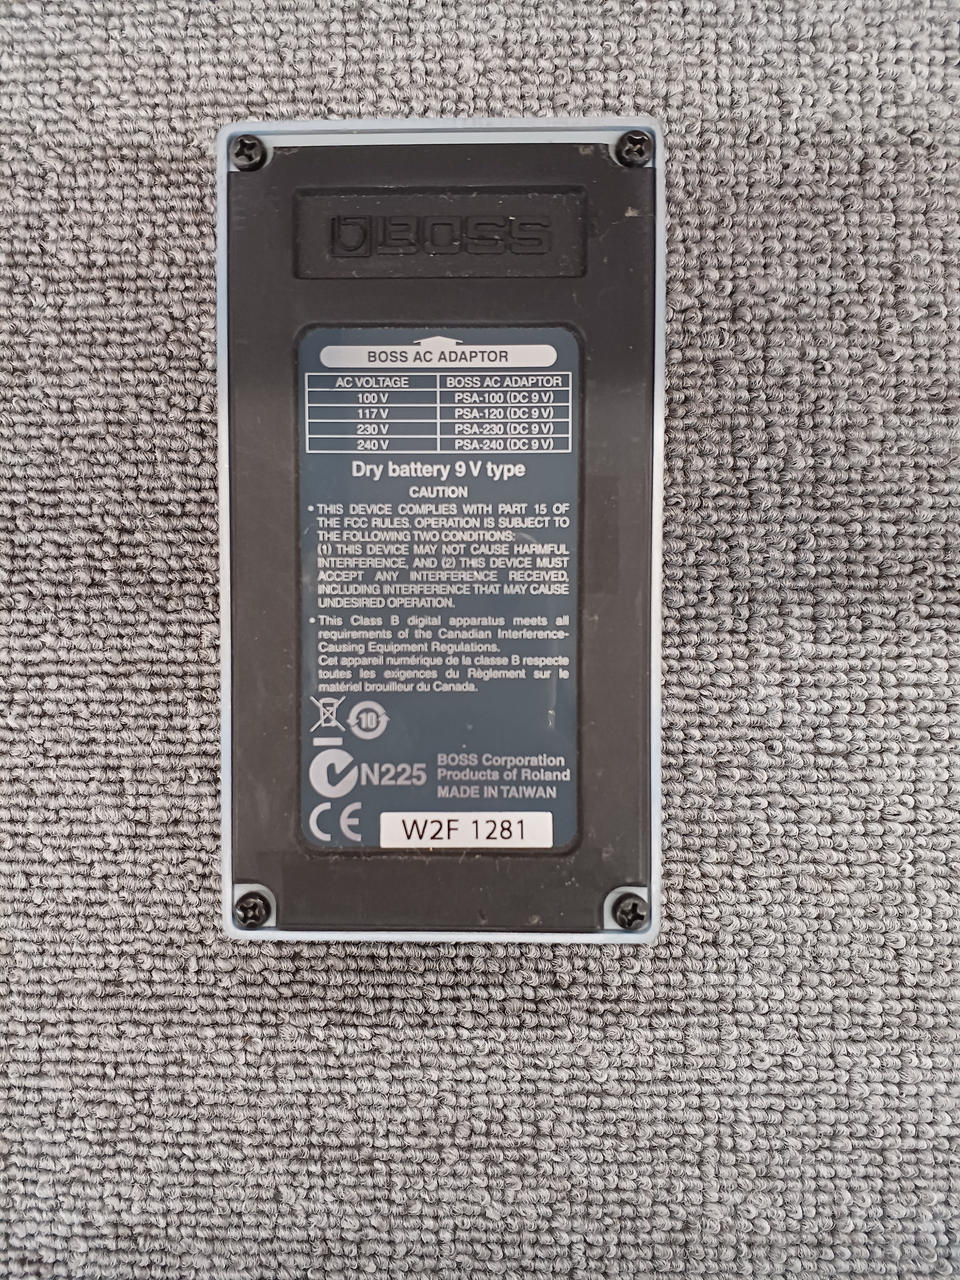 BOSS
BOSS AC ADAPTOR
AC VOLTAGE BOSS AC ADAPTOR
100 V PSA-100 (DC 9 V)
117 V PSA-120 (DC 9 V)
230 V PSA-230 (DC 9 V)
240 V PSA-240 (DC 9 V)
Dry battery 9 V type
CAUTION
• THIS DEVICE COMPLIES WITH PART 15 OF
THE FCC RULES. OPERATION IS SUBJECT TO
THE FOLLOWING TWO CONDITIONS:
(1) THIS DEVICE MAY NOT CAUSE HARMFUL
INTERFERENCE, AND (2) THIS DEVICE MUST
ACCEPT ANY INTERFERENCE RECEIVED,
INCLUDING INTERFERENCE THAT MAY CAUSE
UNDESIRED OPERATION.
• This Class B digital apparatus meets all
requirements of the Canadian Interference-
Causing Equipment Regulations.
Cet appareil numérique de la classe B respecte
toutes les exigences du Règlement sur le
matériel brouilleur du Canada.
10
N225
BOSS Corporation
Products of Roland
MADE IN TAIWAN
CE
W2F 1281